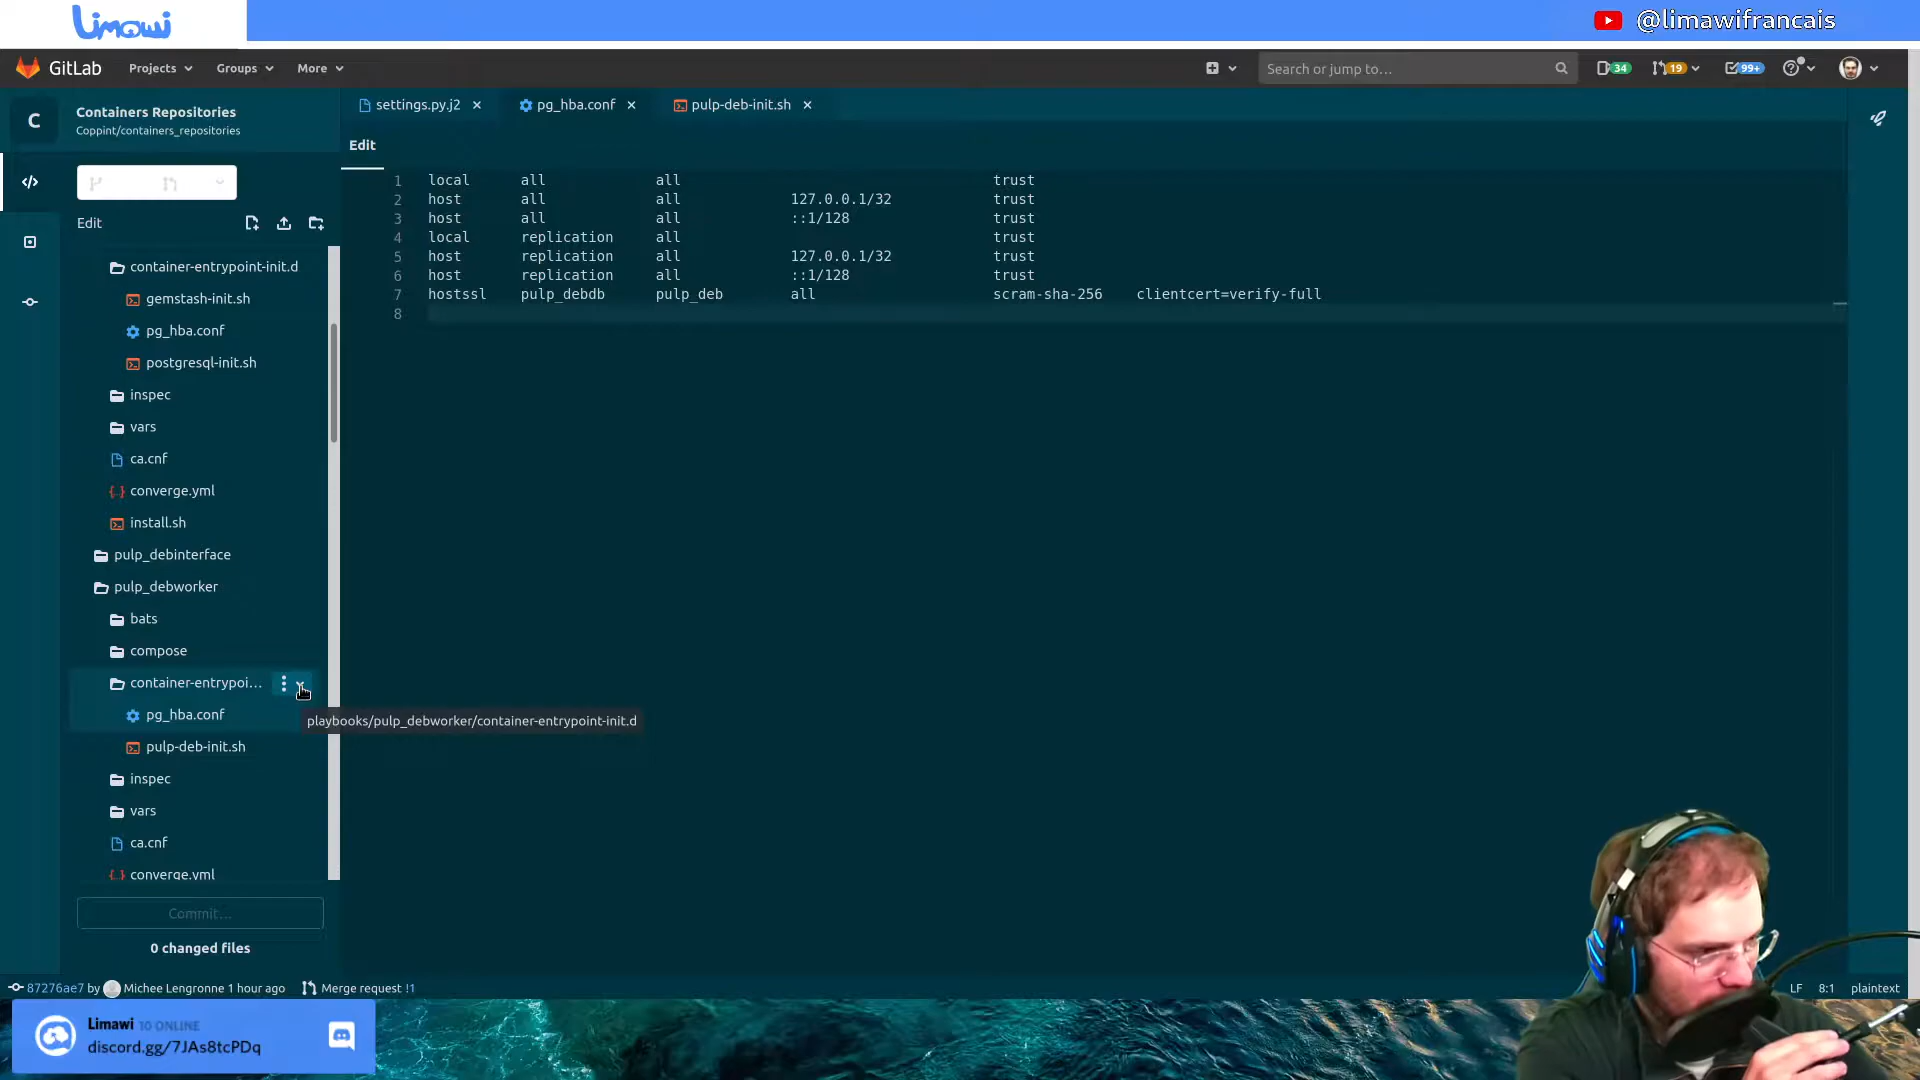 Limawi
@limawifrancais
GitLab Projects Groups More Search or jump to... 34 19 99+
C Containers Repositories
Coppint/containers_repositories
settings.py.j2 × pg_hba.conf × pulp-deb-init.sh ×
Edit
1 local all all trust
2 host all all 127.0.0.1/32 trust
3 host all all ::1/128 trust
4 local replication all trust
5 host replication all 127.0.0.1/32 trust
6 host replication all ::1/128 trust
7 hostssl pulp_debdb pulp_deb all scram-sha-256 clientcert=verify-full
8
Edit
container-entrypoint-init.d
gemstash-init.sh
pg_hba.conf
postgresql-init.sh
inspec
vars
ca.cnf
converge.yml
install.sh
pulp_debinterface
pulp_debworker
bats
compose
container-entrypoi...
pg_hba.conf
playbooks/pulp_debworker/container-entrypoint-init.d
pulp-deb-init.sh
inspec
vars
ca.cnf
converge.yml
Commit...
0 changed files
87276ae7 by Michee Lengronne 1 hour ago Merge request !1
LF 8:1 plaintext
Limawi 10 ONLINE
discord.gg/7JAs8tcPDq